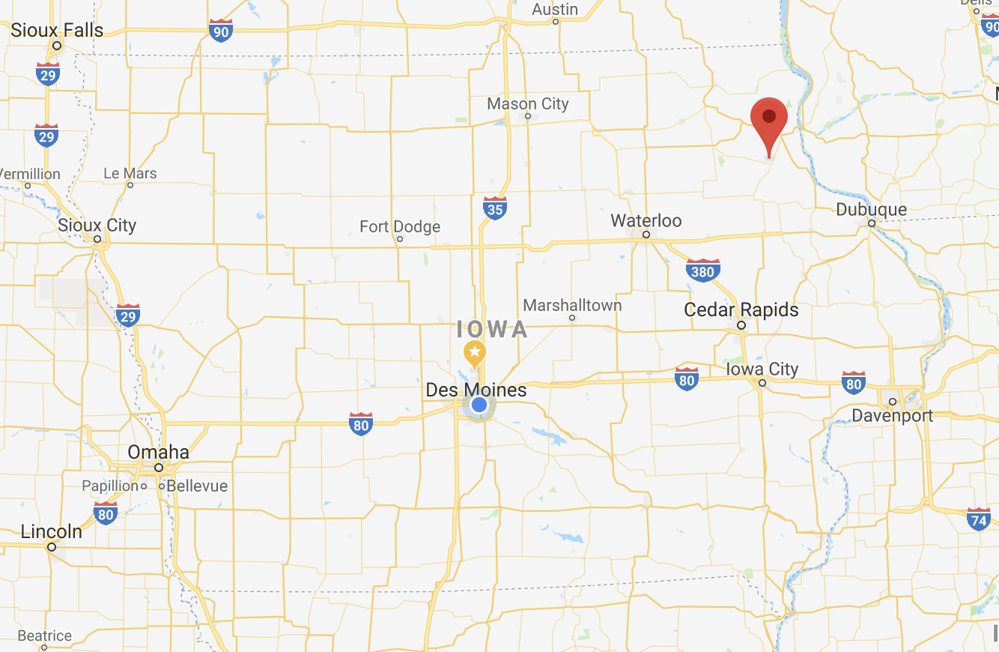 Austin
Dells
Sioux Falls
90
90
29
Mason City
29
Vermillion
Le Mars
35
Dubuque
Sioux City
Fort Dodge
Waterloo
380
29
Marshalltown
Cedar Rapids
IOWA
Iowa City
80
80
Des Moines
Davenport
80
Omaha
Papillion
Bellevue
80
74
Lincoln
Beatrice